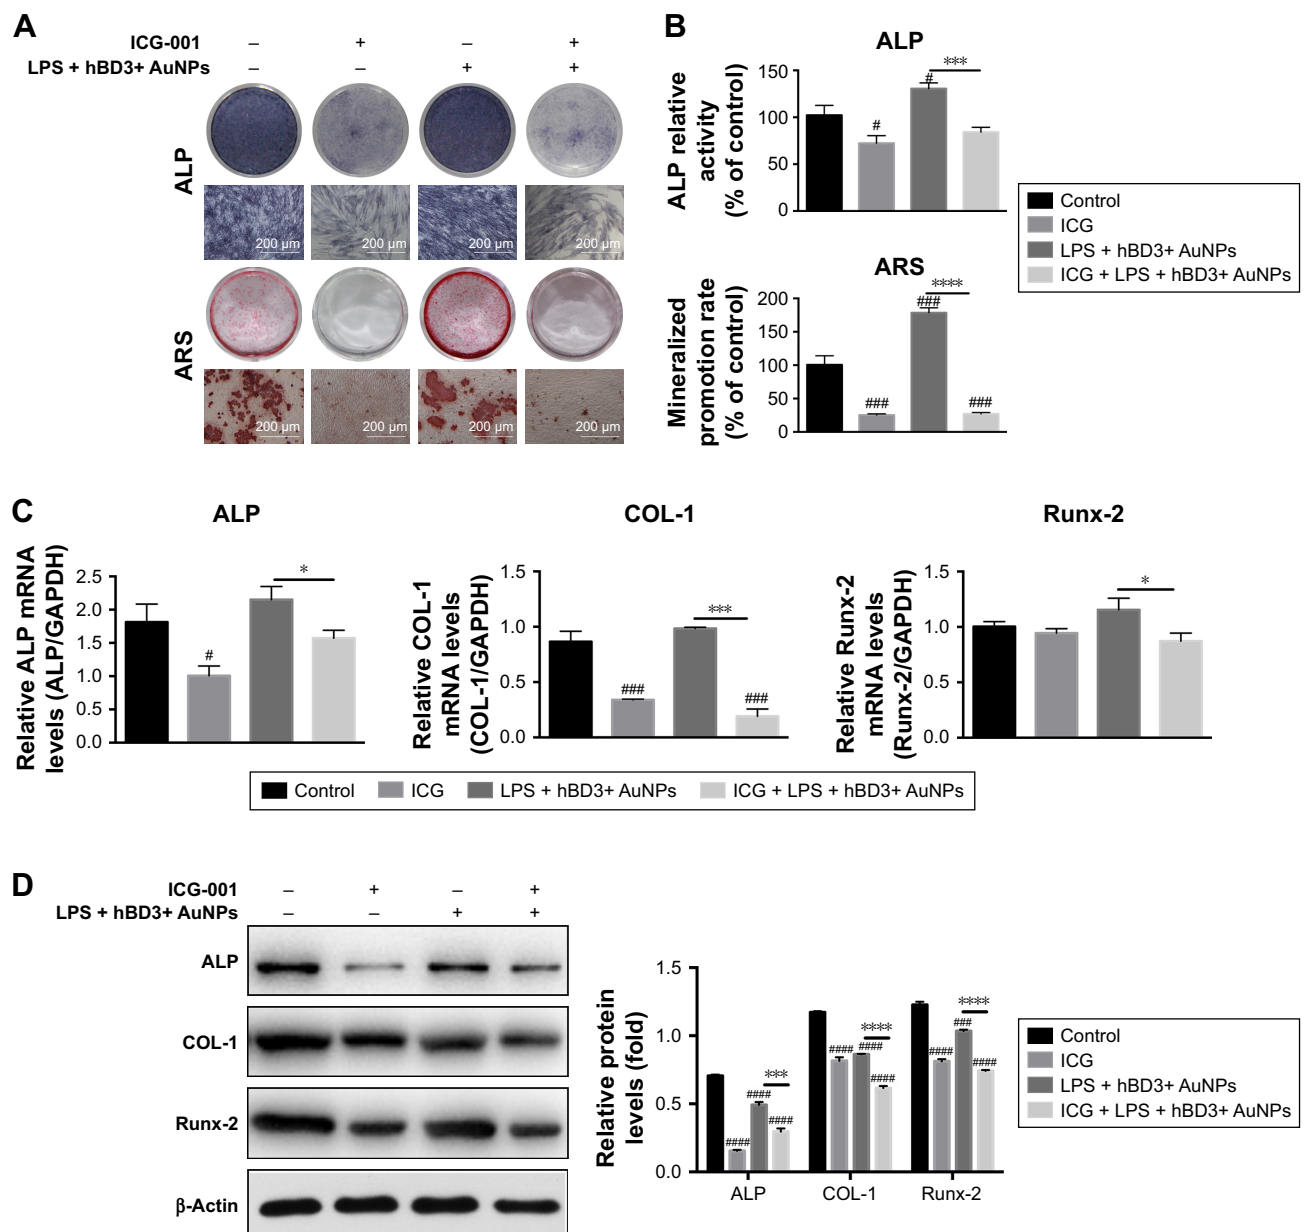 A
ICG-001 – + – +
LPS + hBD3+ AuNPs – – + +
ALP
200 µm 200 µm 200 µm 200 µm
ARS
200 µm 200 µm 200 µm 200 µm
B
ALP
ALP relative
activity
(% of control)
150
100
50
0
# # ***
ARS
Mineralized
promotion rate
(% of control)
200
150
100
50
0
### ### **** ###
Control
ICG
LPS + hBD3+ AuNPs
ICG + LPS + hBD3+ AuNPs
C
ALP
Relative ALP mRNA
levels (ALP/GAPDH)
2.5
2.0
1.5
1.0
0.5
0.0
# *
COL-1
Relative COL-1
mRNA levels
(COL-1/GAPDH)
1.5
1.0
0.5
0.0
### *** ###
Runx-2
Relative Runx-2
mRNA levels
(Runx-2/GAPDH)
1.5
1.0
0.5
0.0
*
Control ICG LPS + hBD3+ AuNPs ICG + LPS + hBD3+ AuNPs
D
ICG-001 – + – +
LPS + hBD3+ AuNPs – – + +
ALP
COL-1
Runx-2
β-Actin
Relative protein
levels (fold)
1.5
1.0
0.5
0.0
#### #### *** ####
#### #### **** ####
#### ### **** ####
ALP COL-1 Runx-2
Control
ICG
LPS + hBD3+ AuNPs
ICG + LPS + hBD3+ AuNPs